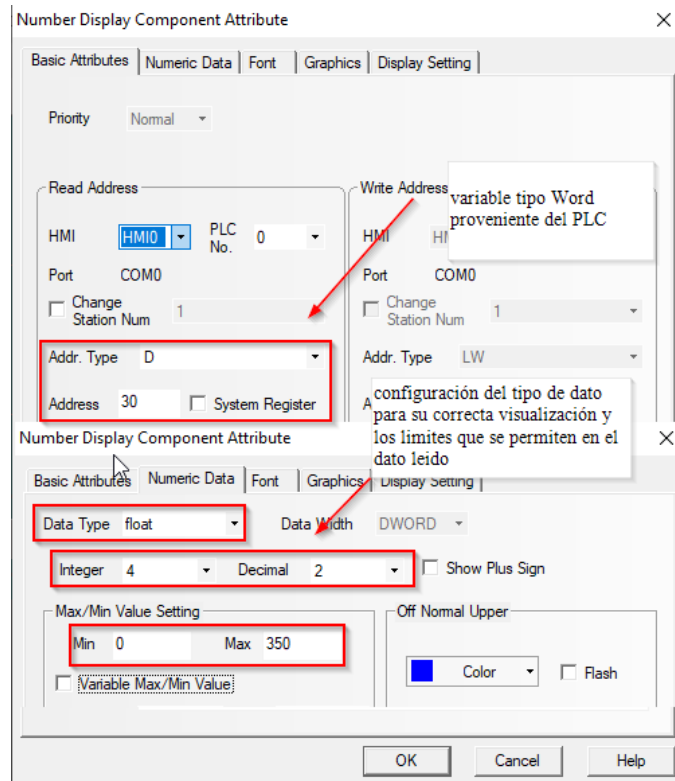 Number Display Component Attribute
Basic Attributes Numeric Data Font Graphics Display Setting
Priority Normal
Read Address
Write Address
variable tipo Word
proveniente del PLC
HMI HMI0 PLC No. 0
HMI
Port COM0
Port COM0
Change
Station Num 1
Change
Station Num 1
Addr. Type D
Addr. Type LW
Address 30 System Register
configuración del tipo de dato
para su correcta visualización y
los limites que se permiten en el
dato leido
Number Display Component Attribute
Basic Attributes Numeric Data Font Graphics Display Setting
Data Type float Data Width DWORD
Integer 4 Decimal 2 Show Plus Sign
Max/Min Value Setting
Off Normal Upper
Min 0 Max 350
Color Flash
Variable Max/Min Value
OK Cancel Help